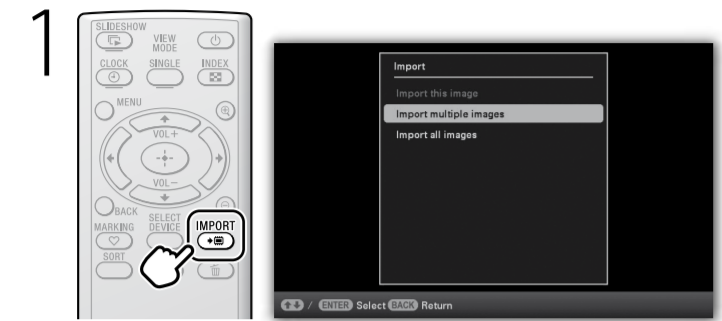 1
SLIDESHOW
VIEW
MODE
CLOCK
SINGLE
INDEX
MENU
VOL+
VOL−
BACK
MARKING
SELECT
DEVICE
IMPORT
SORT
Import
Import this image
Import multiple images
Import all images
/ ENTER Select BACK Return